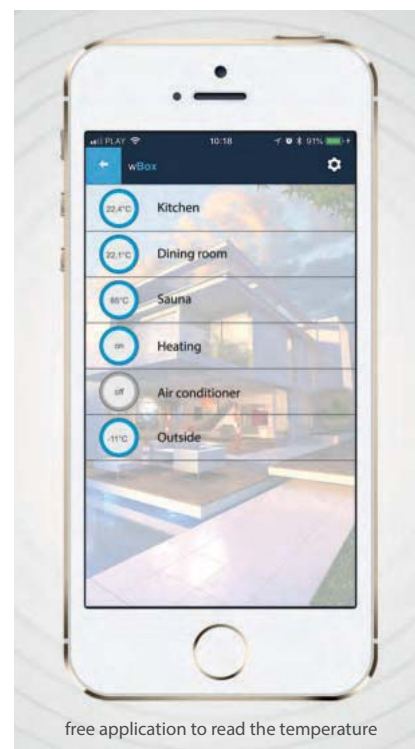 PLAY 10:18 91%
wBox
22,4°C Kitchen
22,1°C Dining room
85°C Sauna
on Heating
off Air conditioner
-11°C Outside
free application to read the temperature